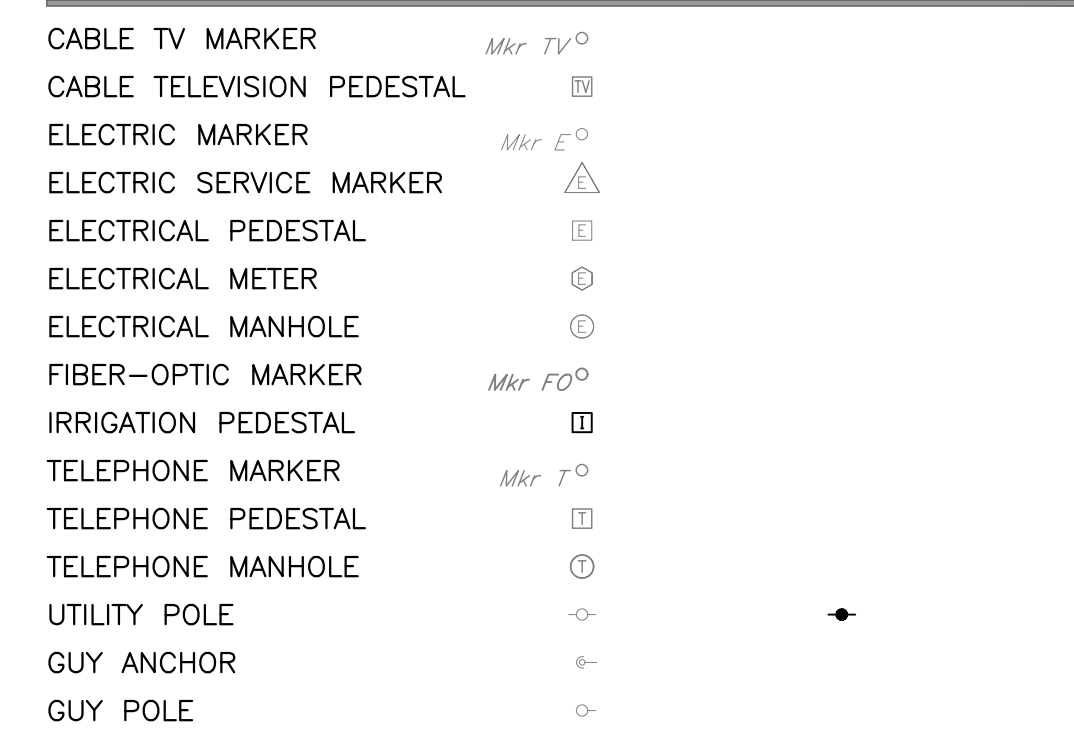 CABLE TV MARKER Mkr TV
CABLE TELEVISION PEDESTAL TV
ELECTRIC MARKER Mkr E
ELECTRIC SERVICE MARKER E
ELECTRICAL PEDESTAL E
ELECTRICAL METER E
ELECTRICAL MANHOLE E
FIBER-OPTIC MARKER Mkr FO
IRRIGATION PEDESTAL I
TELEPHONE MARKER Mkr T
TELEPHONE PEDESTAL T
TELEPHONE MANHOLE T
UTILITY POLE
GUY ANCHOR
GUY POLE